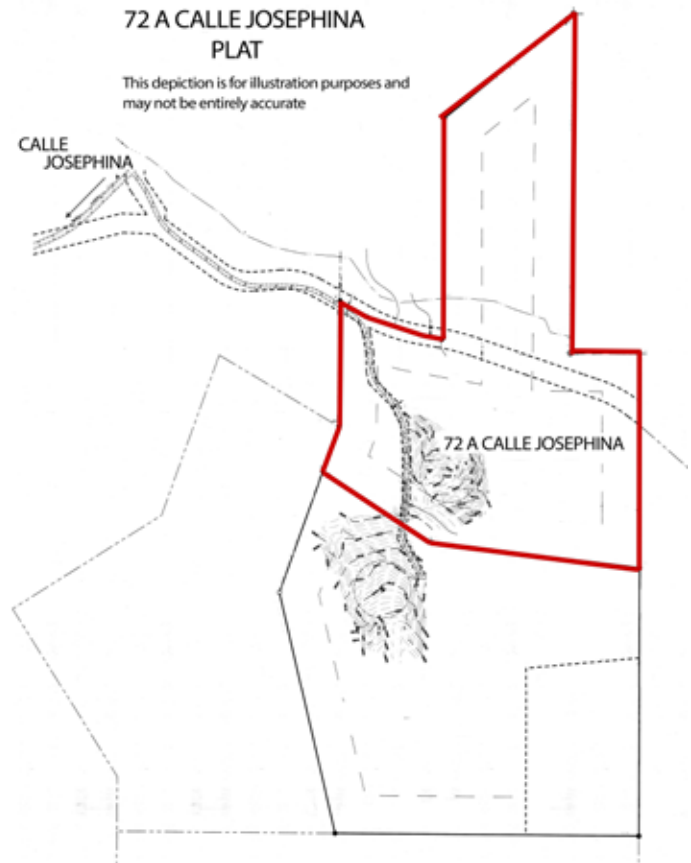 72 A CALLE JOSEPHINA
PLAT
This depiction is for illustration purposes and
may not be entirely accurate
CALLE
JOSEPHINA
72 A CALLE JOSEPHINA